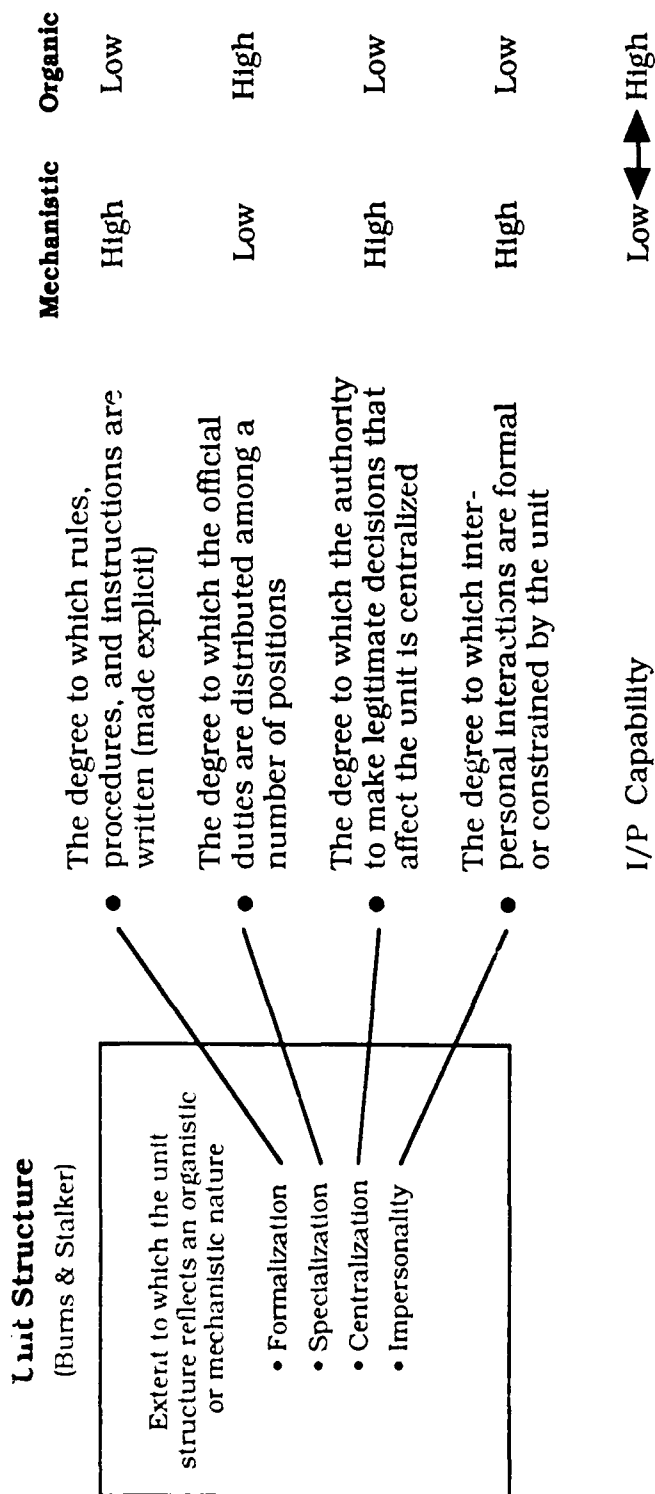 Unit Structure
(Burns & Stalker)
Extent to which the unit
structure reflects an organistic
or mechanistic nature
• Formalization
• Specialization
• Centralization
• Impersonality
Mechanistic Organic
• The degree to which rules,
procedures, and instructions are
written (made explicit)
High Low
• The degree to which the official
duties are distributed among a
number of positions
Low High
• The degree to which the authority
to make legitimate decisions that
affect the unit is centralized
High Low
• The degree to which inter-
personal interactions are formal
or constrained by the unit
High Low
I/P Capability Low High